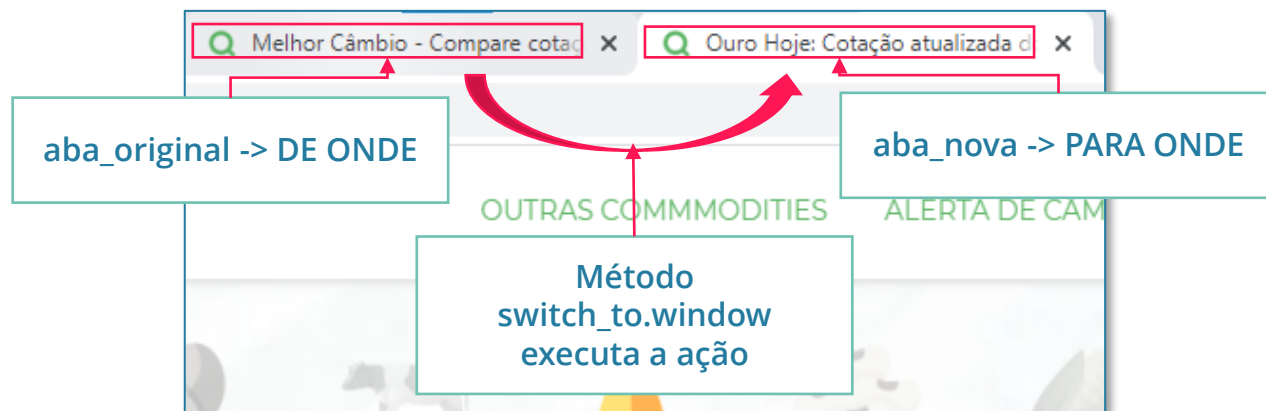 Melhor Câmbio - Compare cotaç
Ouro Hoje: Cotação atualizada d
aba_original -> DE ONDE
aba_nova -> PARA ONDE
OUTRAS COMMMODITIES
ALERTA DE CÂM
Método
switch_to.window
executa a ação